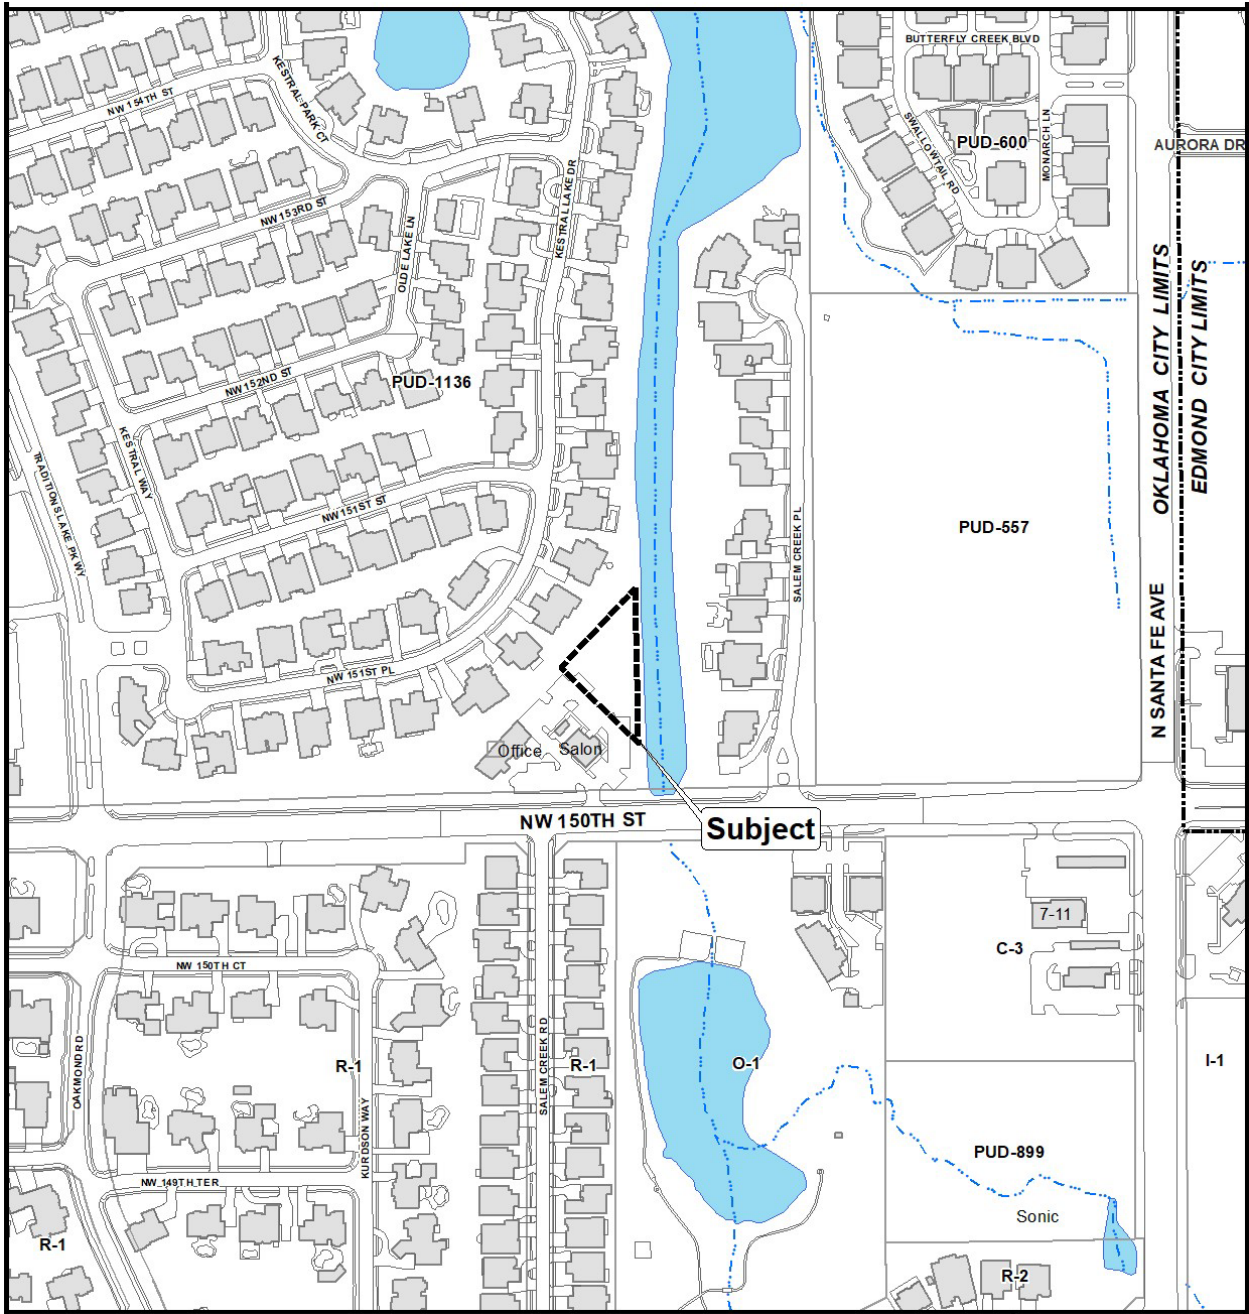 BUTTERFLY CREEK BLVD
KESTRAL PARK CT
NW 154TH ST
SWALLOWTAIL RD
PUD-600
MONARCH LN
AURORA DR
NW 153RD ST
KESTRAL LAKE DR
OLDE LAKE LN
OKLAHOMA CITY LIMITS
EDMOND CITY LIMITS
NW 152ND ST
PUD-1136
KESTRAL WAY
TRADITIONS LAKE PKWY
NW 151ST ST
SALEM CREEK PL
PUD-557
N SANTA FE AVE
NW 151ST PL
Office
Salon
NW 150TH ST
Subject
7-11
C-3
NW 150TH CT
OAKMOND RD
R-1
KURDSON WAY
SALEM CREEK RD
R-1
O-1
I-1
PUD-899
NW 149TH TER
Sonic
R-1
R-2